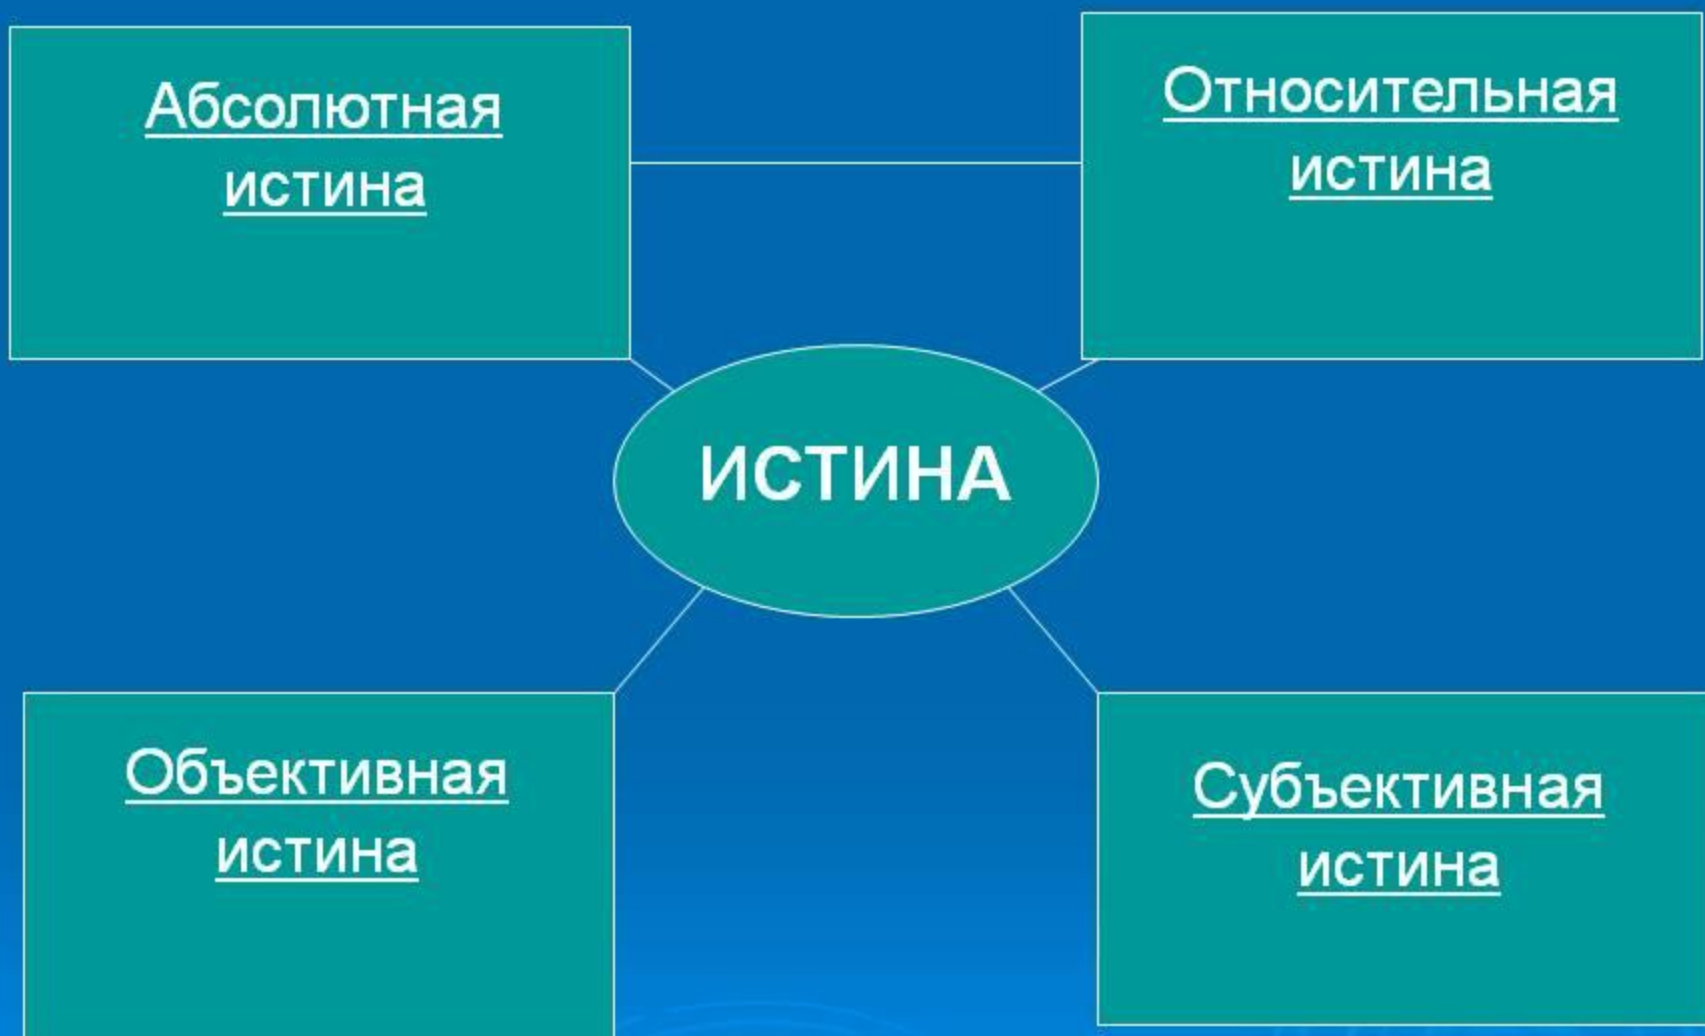 Абсолютная
истина
Относительная
истина
ИСТИНА
Объективная
истина
Субъективная
истина